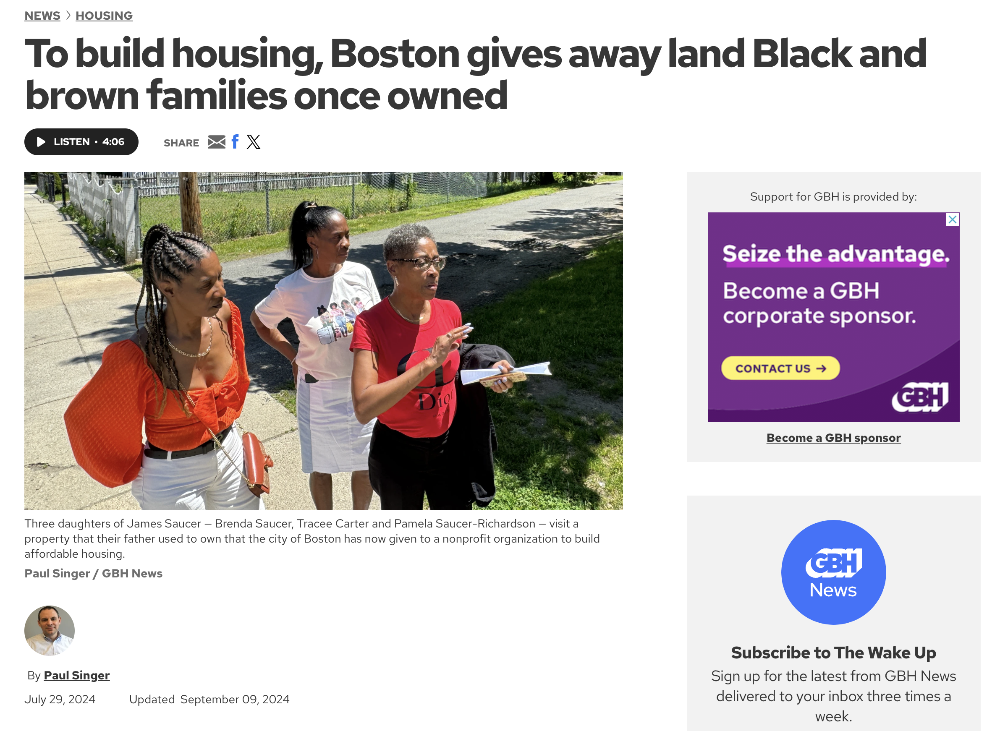 NEWS > HOUSING
To build housing, Boston gives away land Black and
brown families once owned
LISTEN • 4:06
SHARE
Dior
Three daughters of James Saucer — Brenda Saucer, Tracee Carter and Pamela Saucer-Richardson — visit a
property that their father used to own that the city of Boston has now given to a nonprofit organization to build
affordable housing.
Paul Singer / GBH News
By Paul Singer
July 29, 2024 Updated September 09, 2024
Support for GBH is provided by:
Seize the advantage.
Become a GBH
corporate sponsor.
CONTACT US →
GBH
Become a GBH sponsor
GBH
News
Subscribe to The Wake Up
Sign up for the latest from GBH News
delivered to your inbox three times a
week.